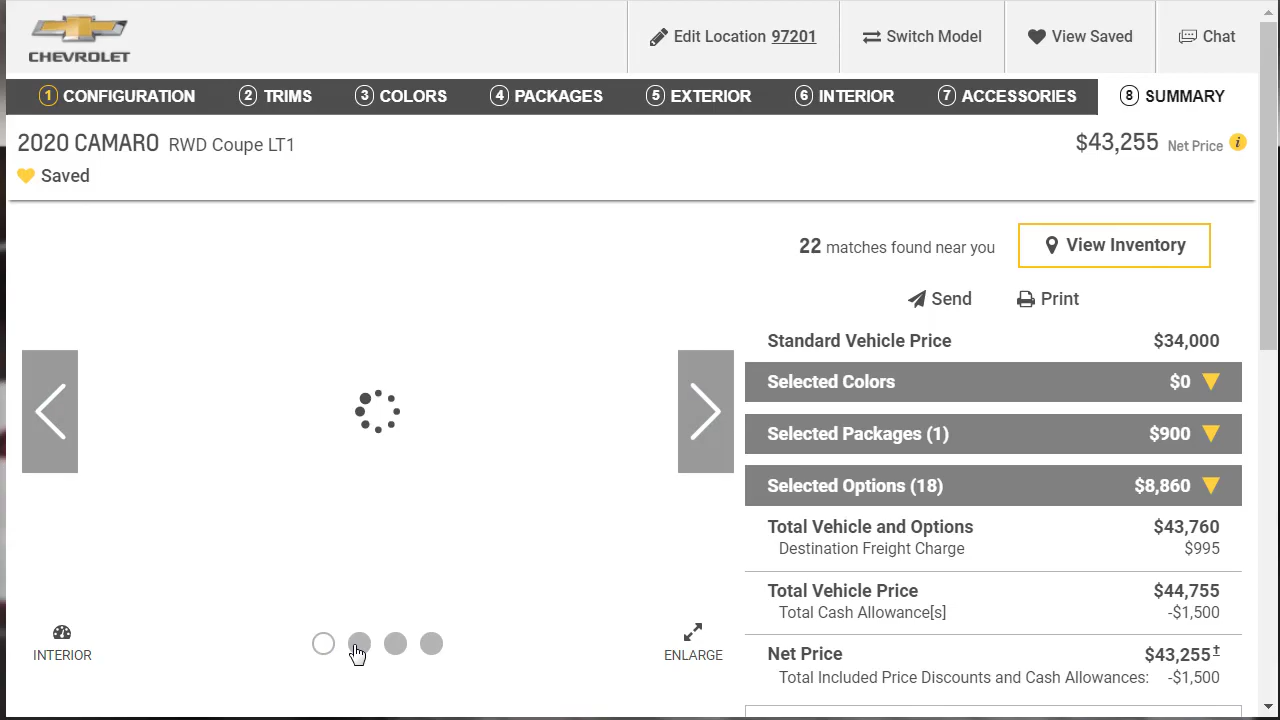 CHEVROLET
Edit Location 97201
Switch Model
View Saved
Chat
1 CONFIGURATION
2 TRIMS
3 COLORS
4 PACKAGES
5 EXTERIOR
6 INTERIOR
7 ACCESSORIES
8 SUMMARY
2020 CAMARO RWD Coupe LT1
$43,255 Net Price i
Saved
22 matches found near you
View Inventory
Send
Print
Standard Vehicle Price $34,000
Selected Colors $0
Selected Packages (1) $900
Selected Options (18) $8,860
Total Vehicle and Options $43,760
Destination Freight Charge $995
Total Vehicle Price $44,755
Total Cash Allowance[s] -$1,500
Net Price $43,255‡
Total Included Price Discounts and Cash Allowances: -$1,500
INTERIOR
ENLARGE